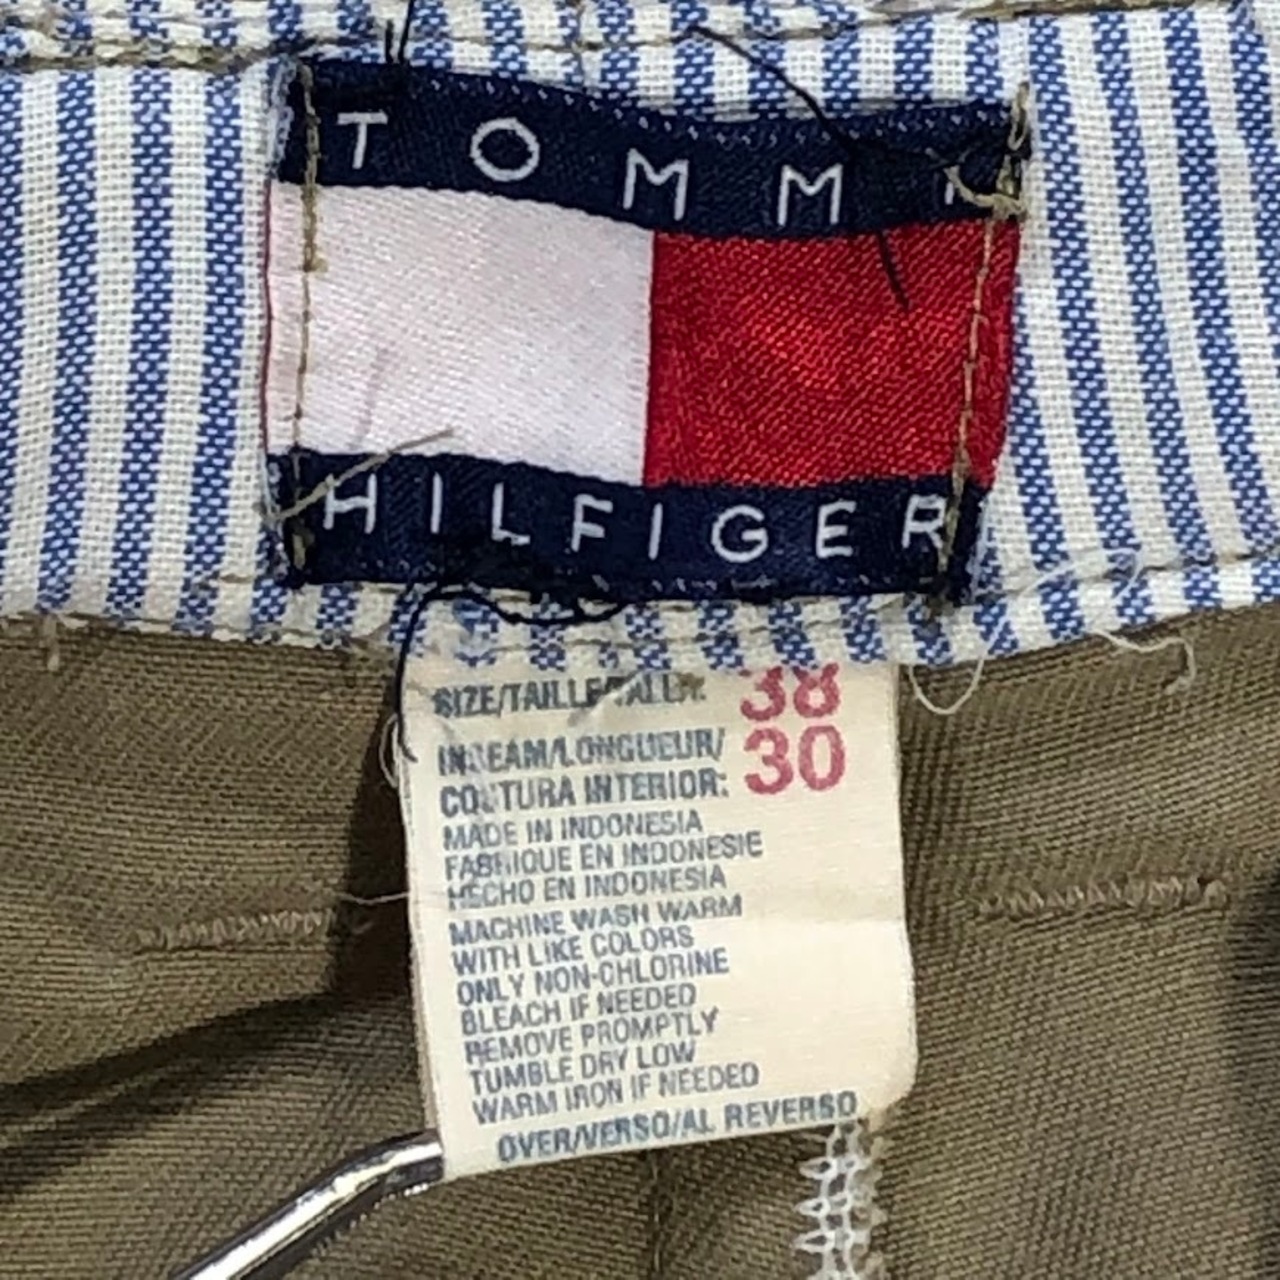 TOMMY
HILFIGER
SIZE/TAILLE/TALLA: 38
INSEAM/LONGUEUR/
COSTURA INTERIOR: 30
MADE IN INDONESIA
FABRIQUE EN INDONESIE
HECHO EN INDONESIA
MACHINE WASH WARM
WITH LIKE COLORS
ONLY NON-CHLORINE
BLEACH IF NEEDED
REMOVE PROMPTLY
TUMBLE DRY LOW
WARM IRON IF NEEDED
OVER/VERSO/AL REVERSO